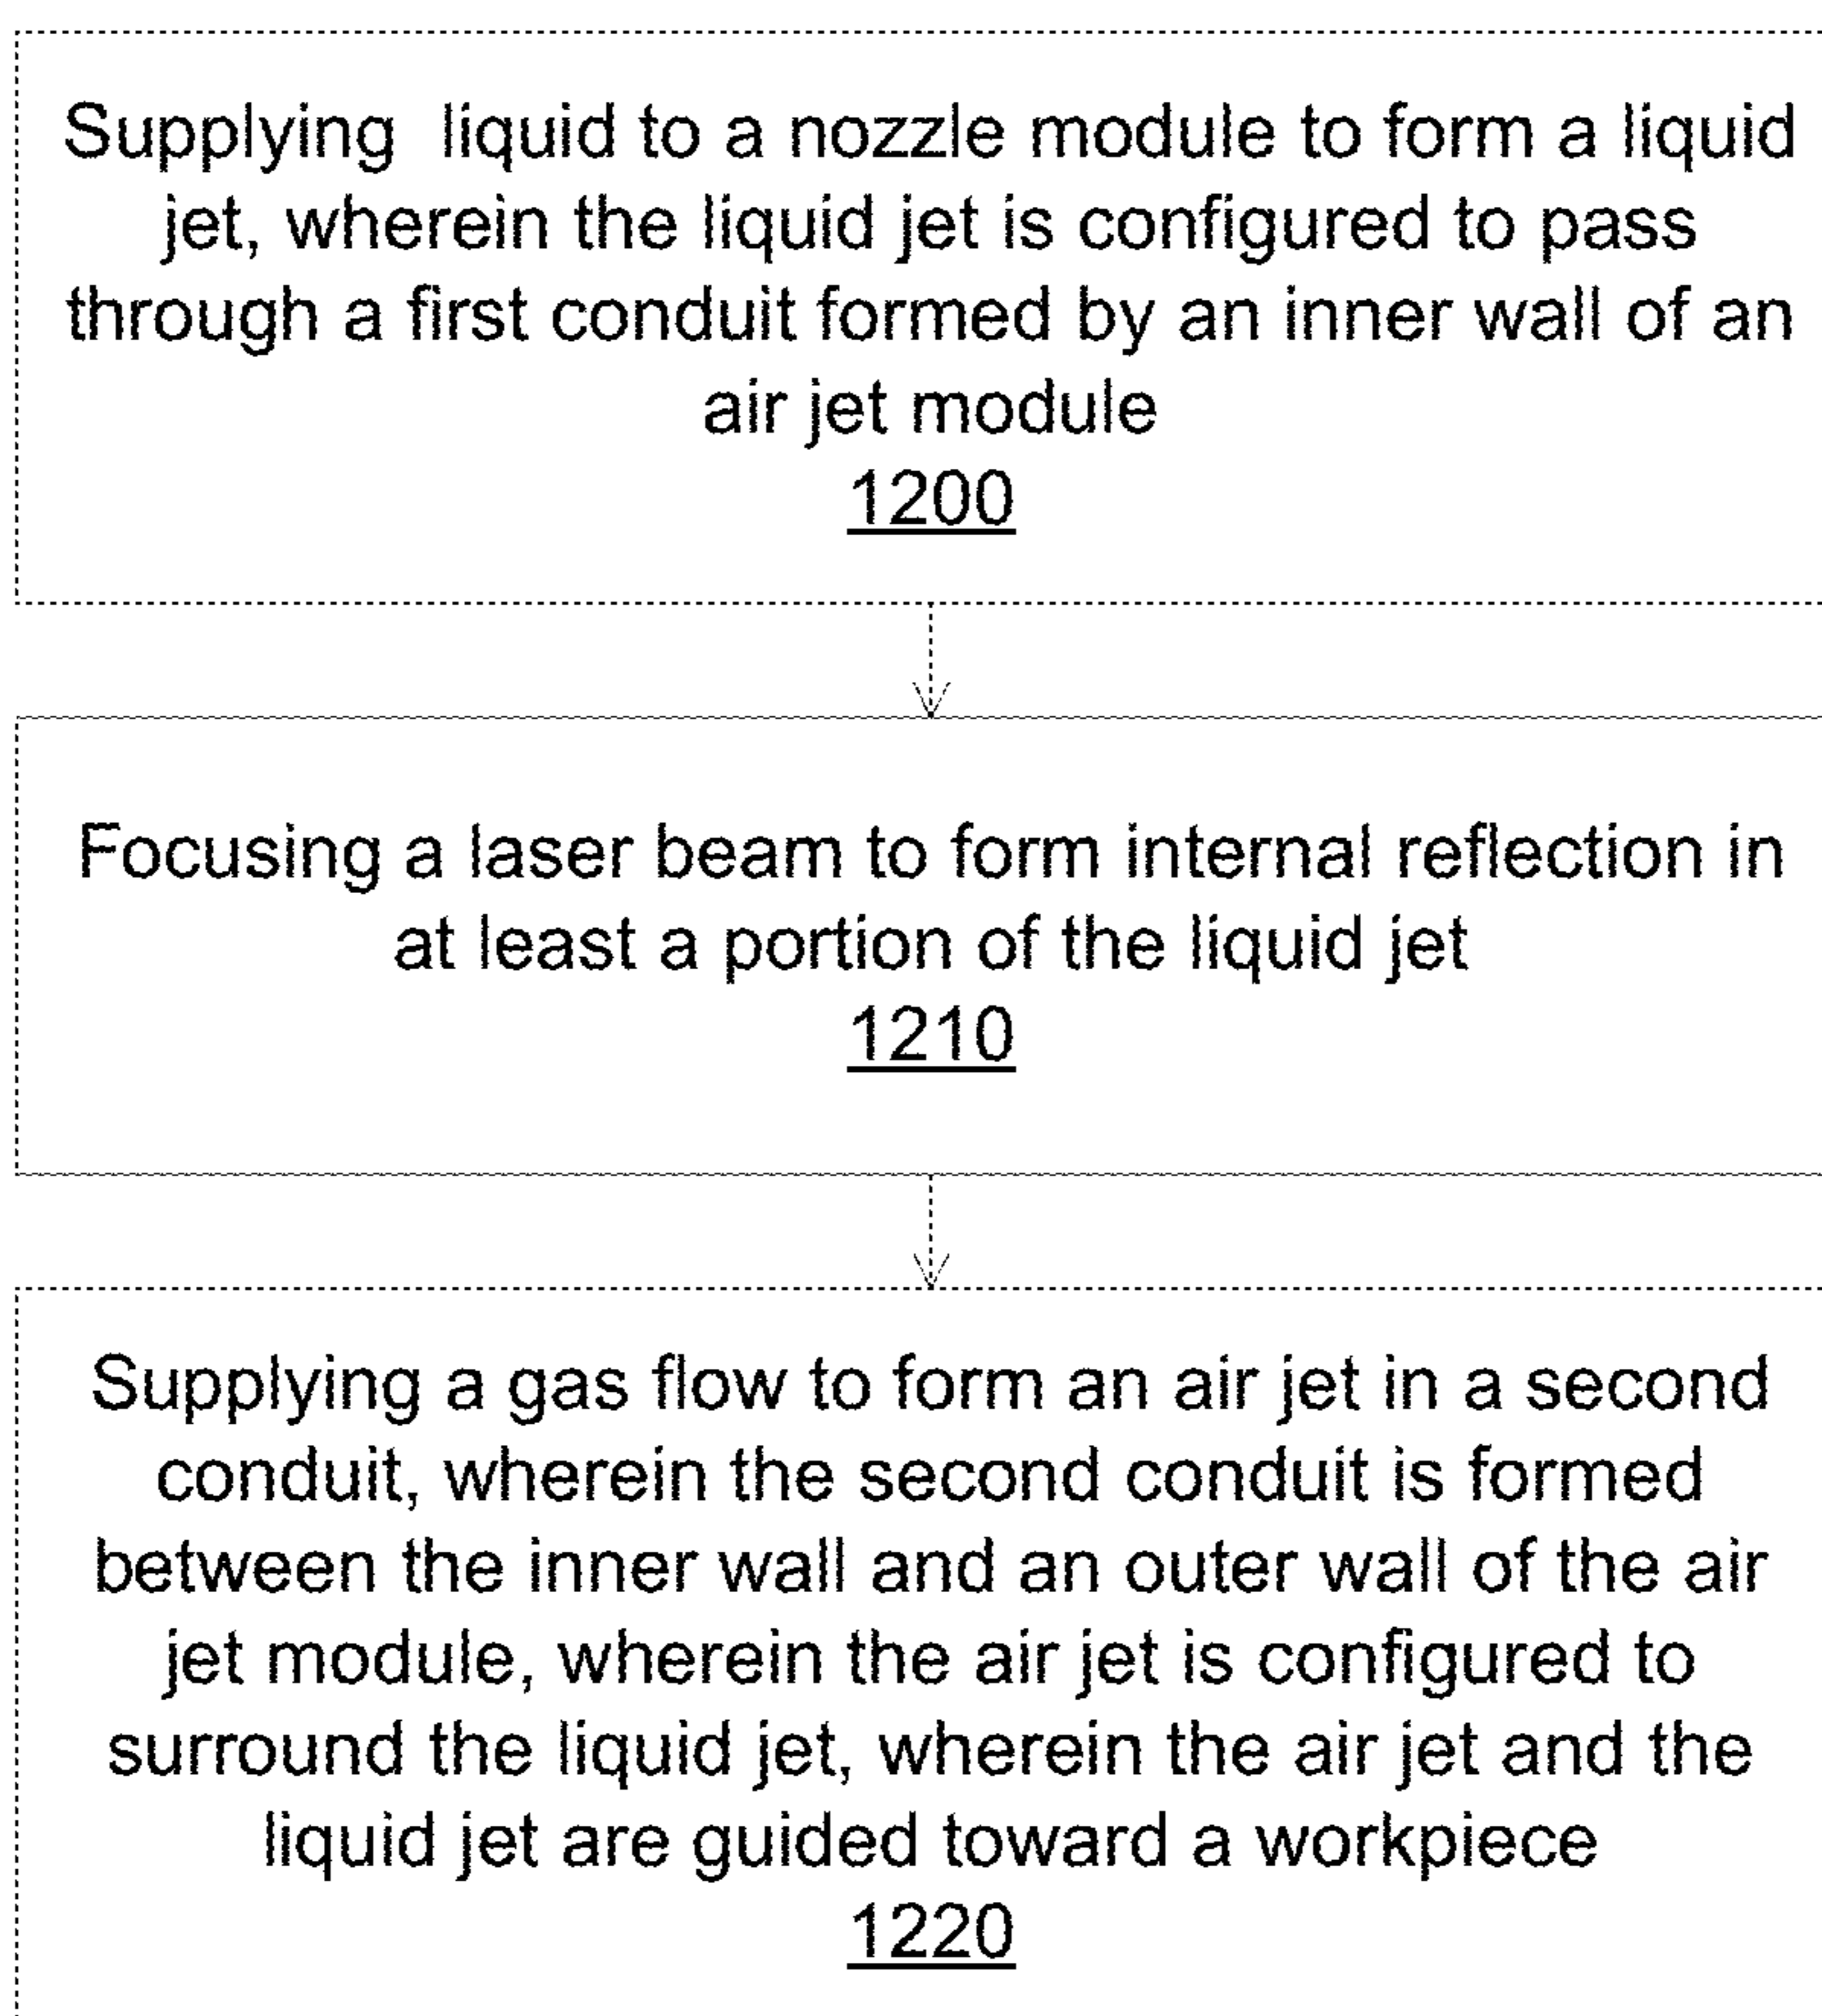 Supplying liquid to a nozzle module to form a liquid
jet, wherein the liquid jet is configured to pass
through a first conduit formed by an inner wall of an
air jet module
1200
Focusing a laser beam to form internal reflection in
at least a portion of the liquid jet
1210
Supplying a gas flow to form an air jet in a second
conduit, wherein the second conduit is formed
between the inner wall and an outer wall of the air
jet module, wherein the air jet is configured to
surround the liquid jet, wherein the air jet and the
liquid jet are guided toward a workpiece
1220